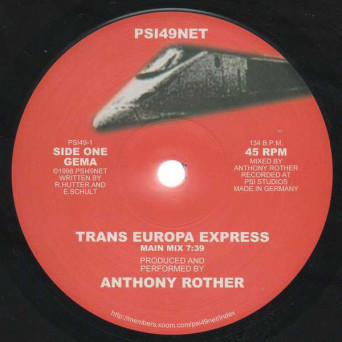 PSI49NET
PSI49-1
SIDE ONE
GEMA
©1998 PSI49NET
WRITTEN BY
R.HUTTER AND
E.SCHULT
134 B.P.M.
45 RPM
MIXED BY
ANTHONY ROTHER
RECORDED AT
PSI STUDIOS
MADE IN GERMANY
TRANS EUROPA EXPRESS
MAIN MIX 7:39
PRODUCED AND
PERFORMED BY
ANTHONY ROTHER
http://members.xoom.com/psi49net/index